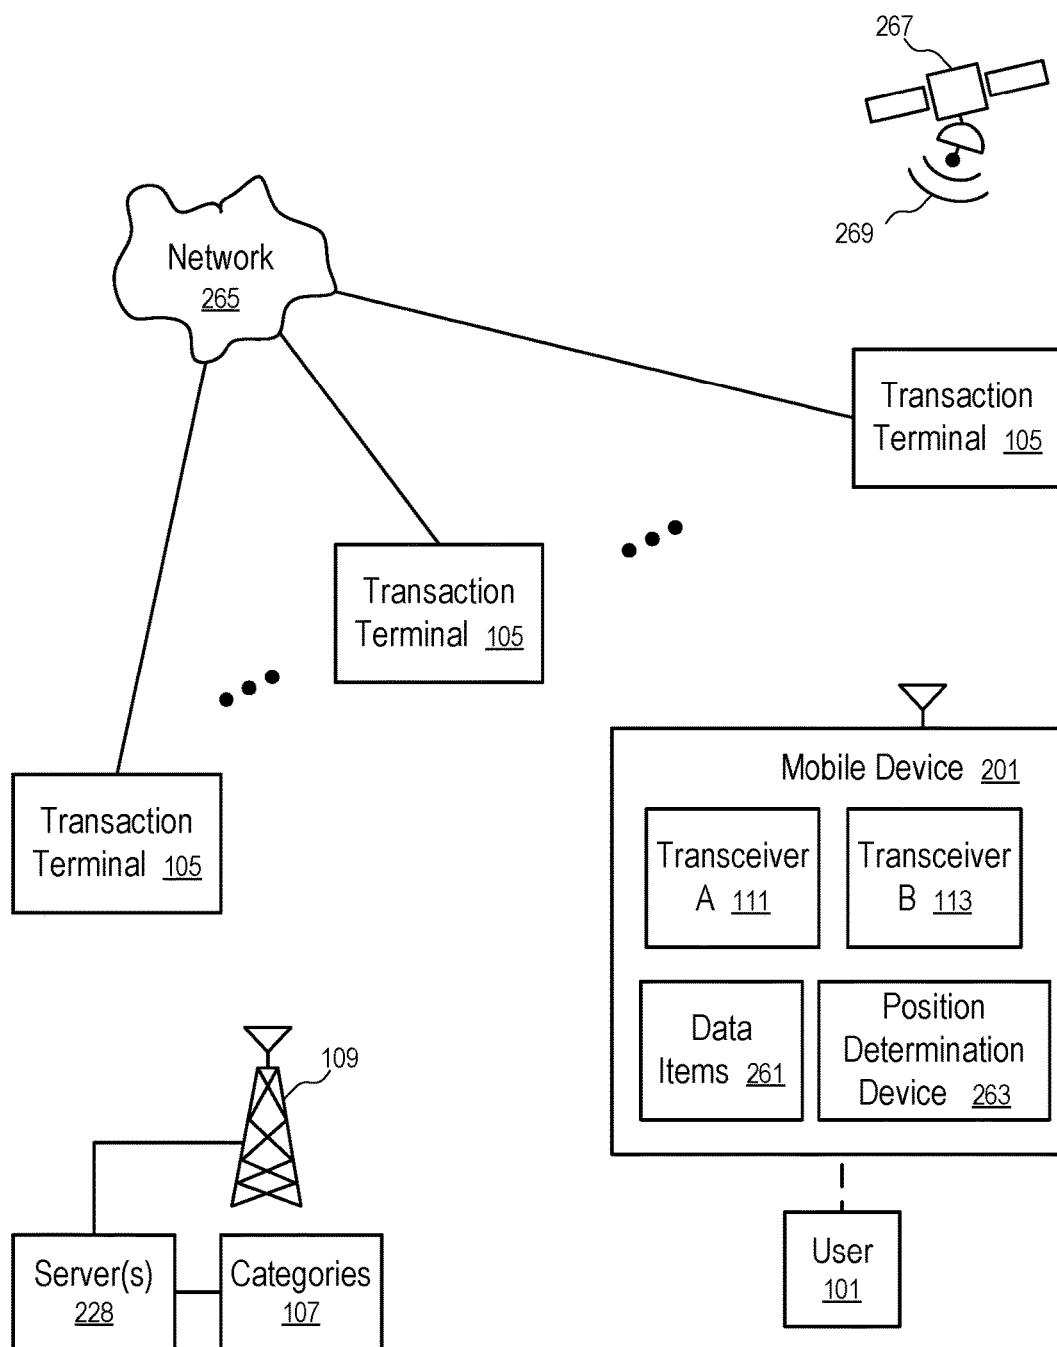 267
269
Network
265
Transaction
Terminal 105
Transaction
Terminal 105
Transaction
Terminal 105
Mobile Device 201
Transceiver
A 111
Transceiver
B 113
Data
Items 261
Position
Determination
Device 263
109
Server(s)
228
Categories
107
User
101